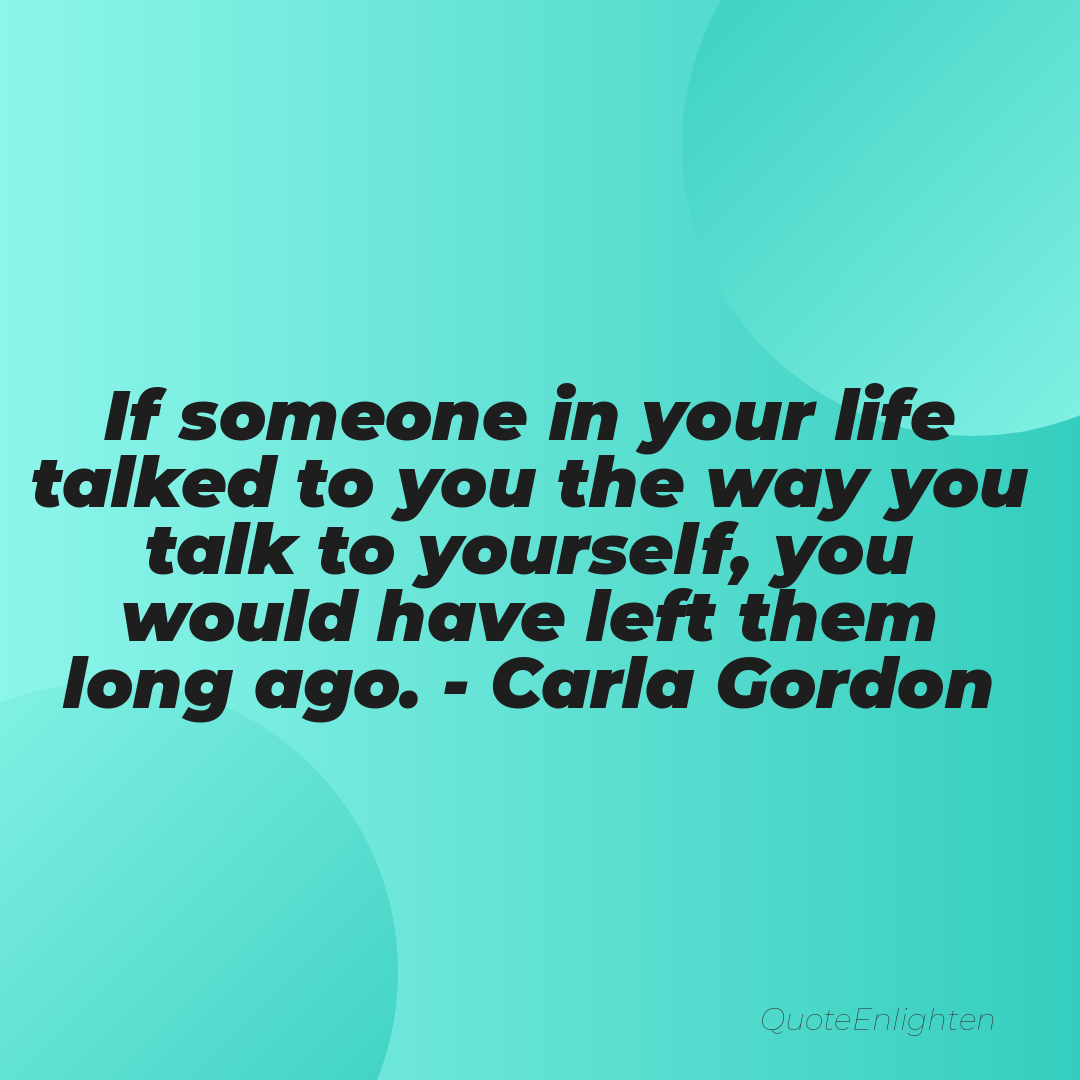 If someone in your life
talked to you the way you
talk to yourself, you
would have left them
long ago. - Carla Gordon
QuoteEnlighten